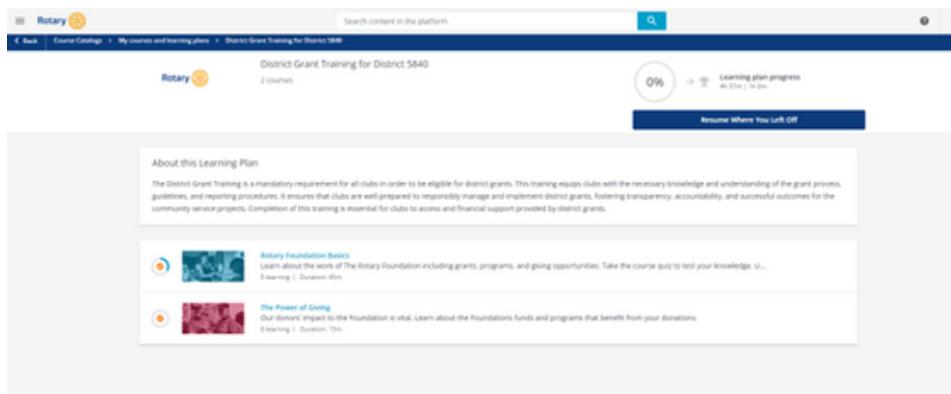 Rotary
Search content in the platform
Back
Course Catalogs > My courses and learning plans > District Grant Training for District 5840
Rotary
District Grant Training for District 5840
2 courses
0%
Learning plan progress
4h 57m | 1h 0m
Resume Where You Left Off
About this Learning Plan
The District Grant Training is a mandatory requirement for all clubs in order to be eligible for district grants. This training equips clubs with the necessary knowledge and understanding of the grant process,
guidelines, and reporting procedures. It ensures that clubs are well-prepared to responsibly manage and implement district grants, fostering transparency, accountability, and successful outcomes for the
community service projects. Completion of this training is essential for clubs to access and financial support provided by district grants.
Rotary Foundation Basics
Learn about the work of The Rotary Foundation including grants, programs, and giving opportunities. Take the course quiz to test your knowledge. U...
E-learning | Duration: 45m
The Power of Giving
Our donors' impact to the Foundation is vital. Learn about the Foundations funds and programs that benefit from your donations.
E-learning | Duration: 15m